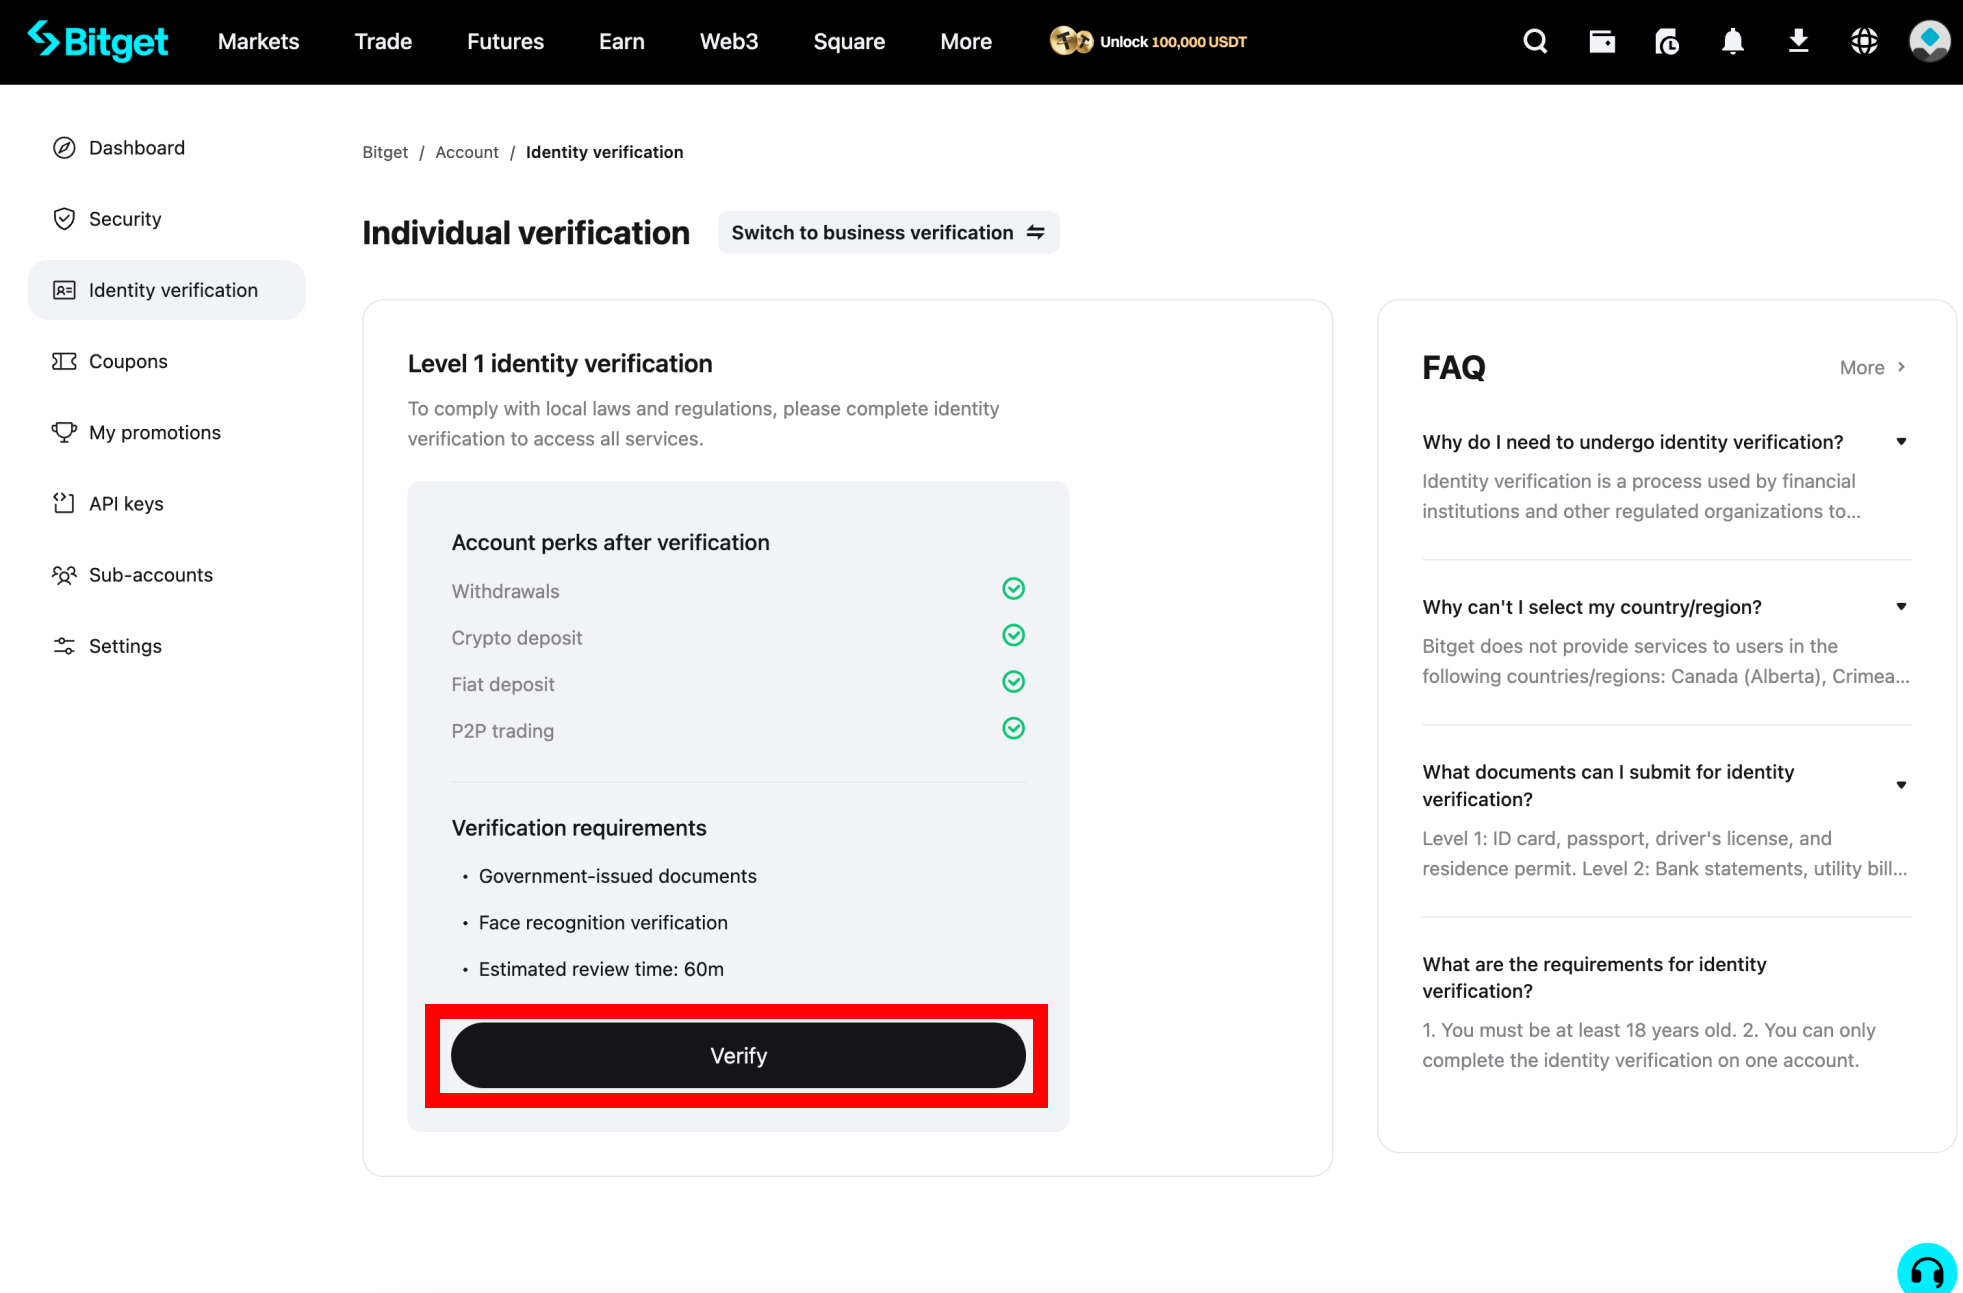 Bitget Markets Trade Futures Earn Web3 Square More Unlock 100,000 USDT
Dashboard
Security
Identity verification
Coupons
My promotions
API keys
Sub-accounts
Settings
Bitget / Account / Identity verification
Individual verification
Switch to business verification
Level 1 identity verification
To comply with local laws and regulations, please complete identity
verification to access all services.
Account perks after verification
Withdrawals
Crypto deposit
Fiat deposit
P2P trading
Verification requirements
• Government-issued documents
• Face recognition verification
• Estimated review time: 60m
Verify
FAQ
More
Why do I need to undergo identity verification?
Identity verification is a process used by financial
institutions and other regulated organizations to...
Why can't I select my country/region?
Bitget does not provide services to users in the
following countries/regions: Canada (Alberta), Crimea...
What documents can I submit for identity
verification?
Level 1: ID card, passport, driver's license, and
residence permit. Level 2: Bank statements, utility bill...
What are the requirements for identity
verification?
1. You must be at least 18 years old. 2. You can only
complete the identity verification on one account.